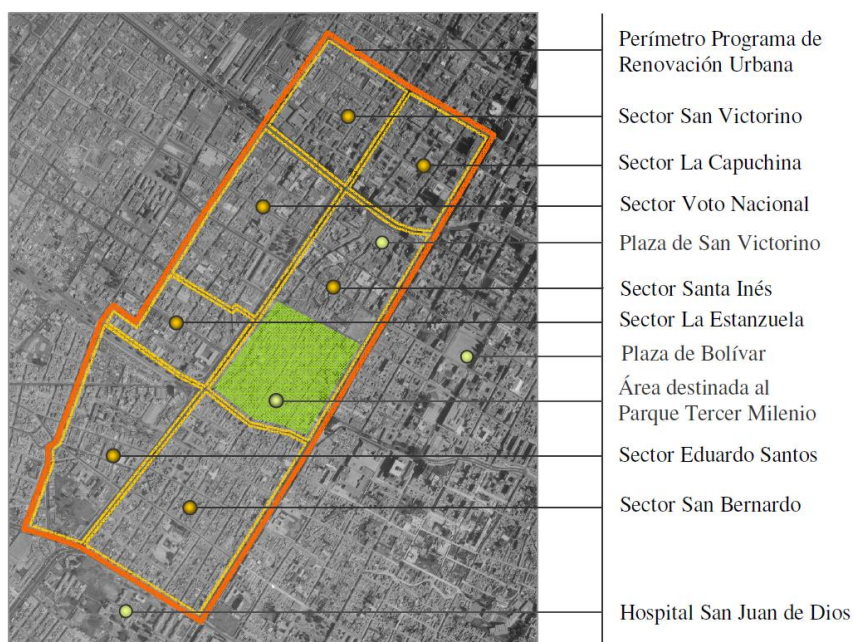 Perímetro Programa de
Renovación Urbana
Sector San Victorino
Sector La Capuchina
Sector Voto Nacional
Plaza de San Victorino
Sector Santa Inés
Sector La Estanzuela
Plaza de Bolívar
Área destinada al
Parque Tercer Milenio
Sector Eduardo Santos
Sector San Bernardo
Hospital San Juan de Dios